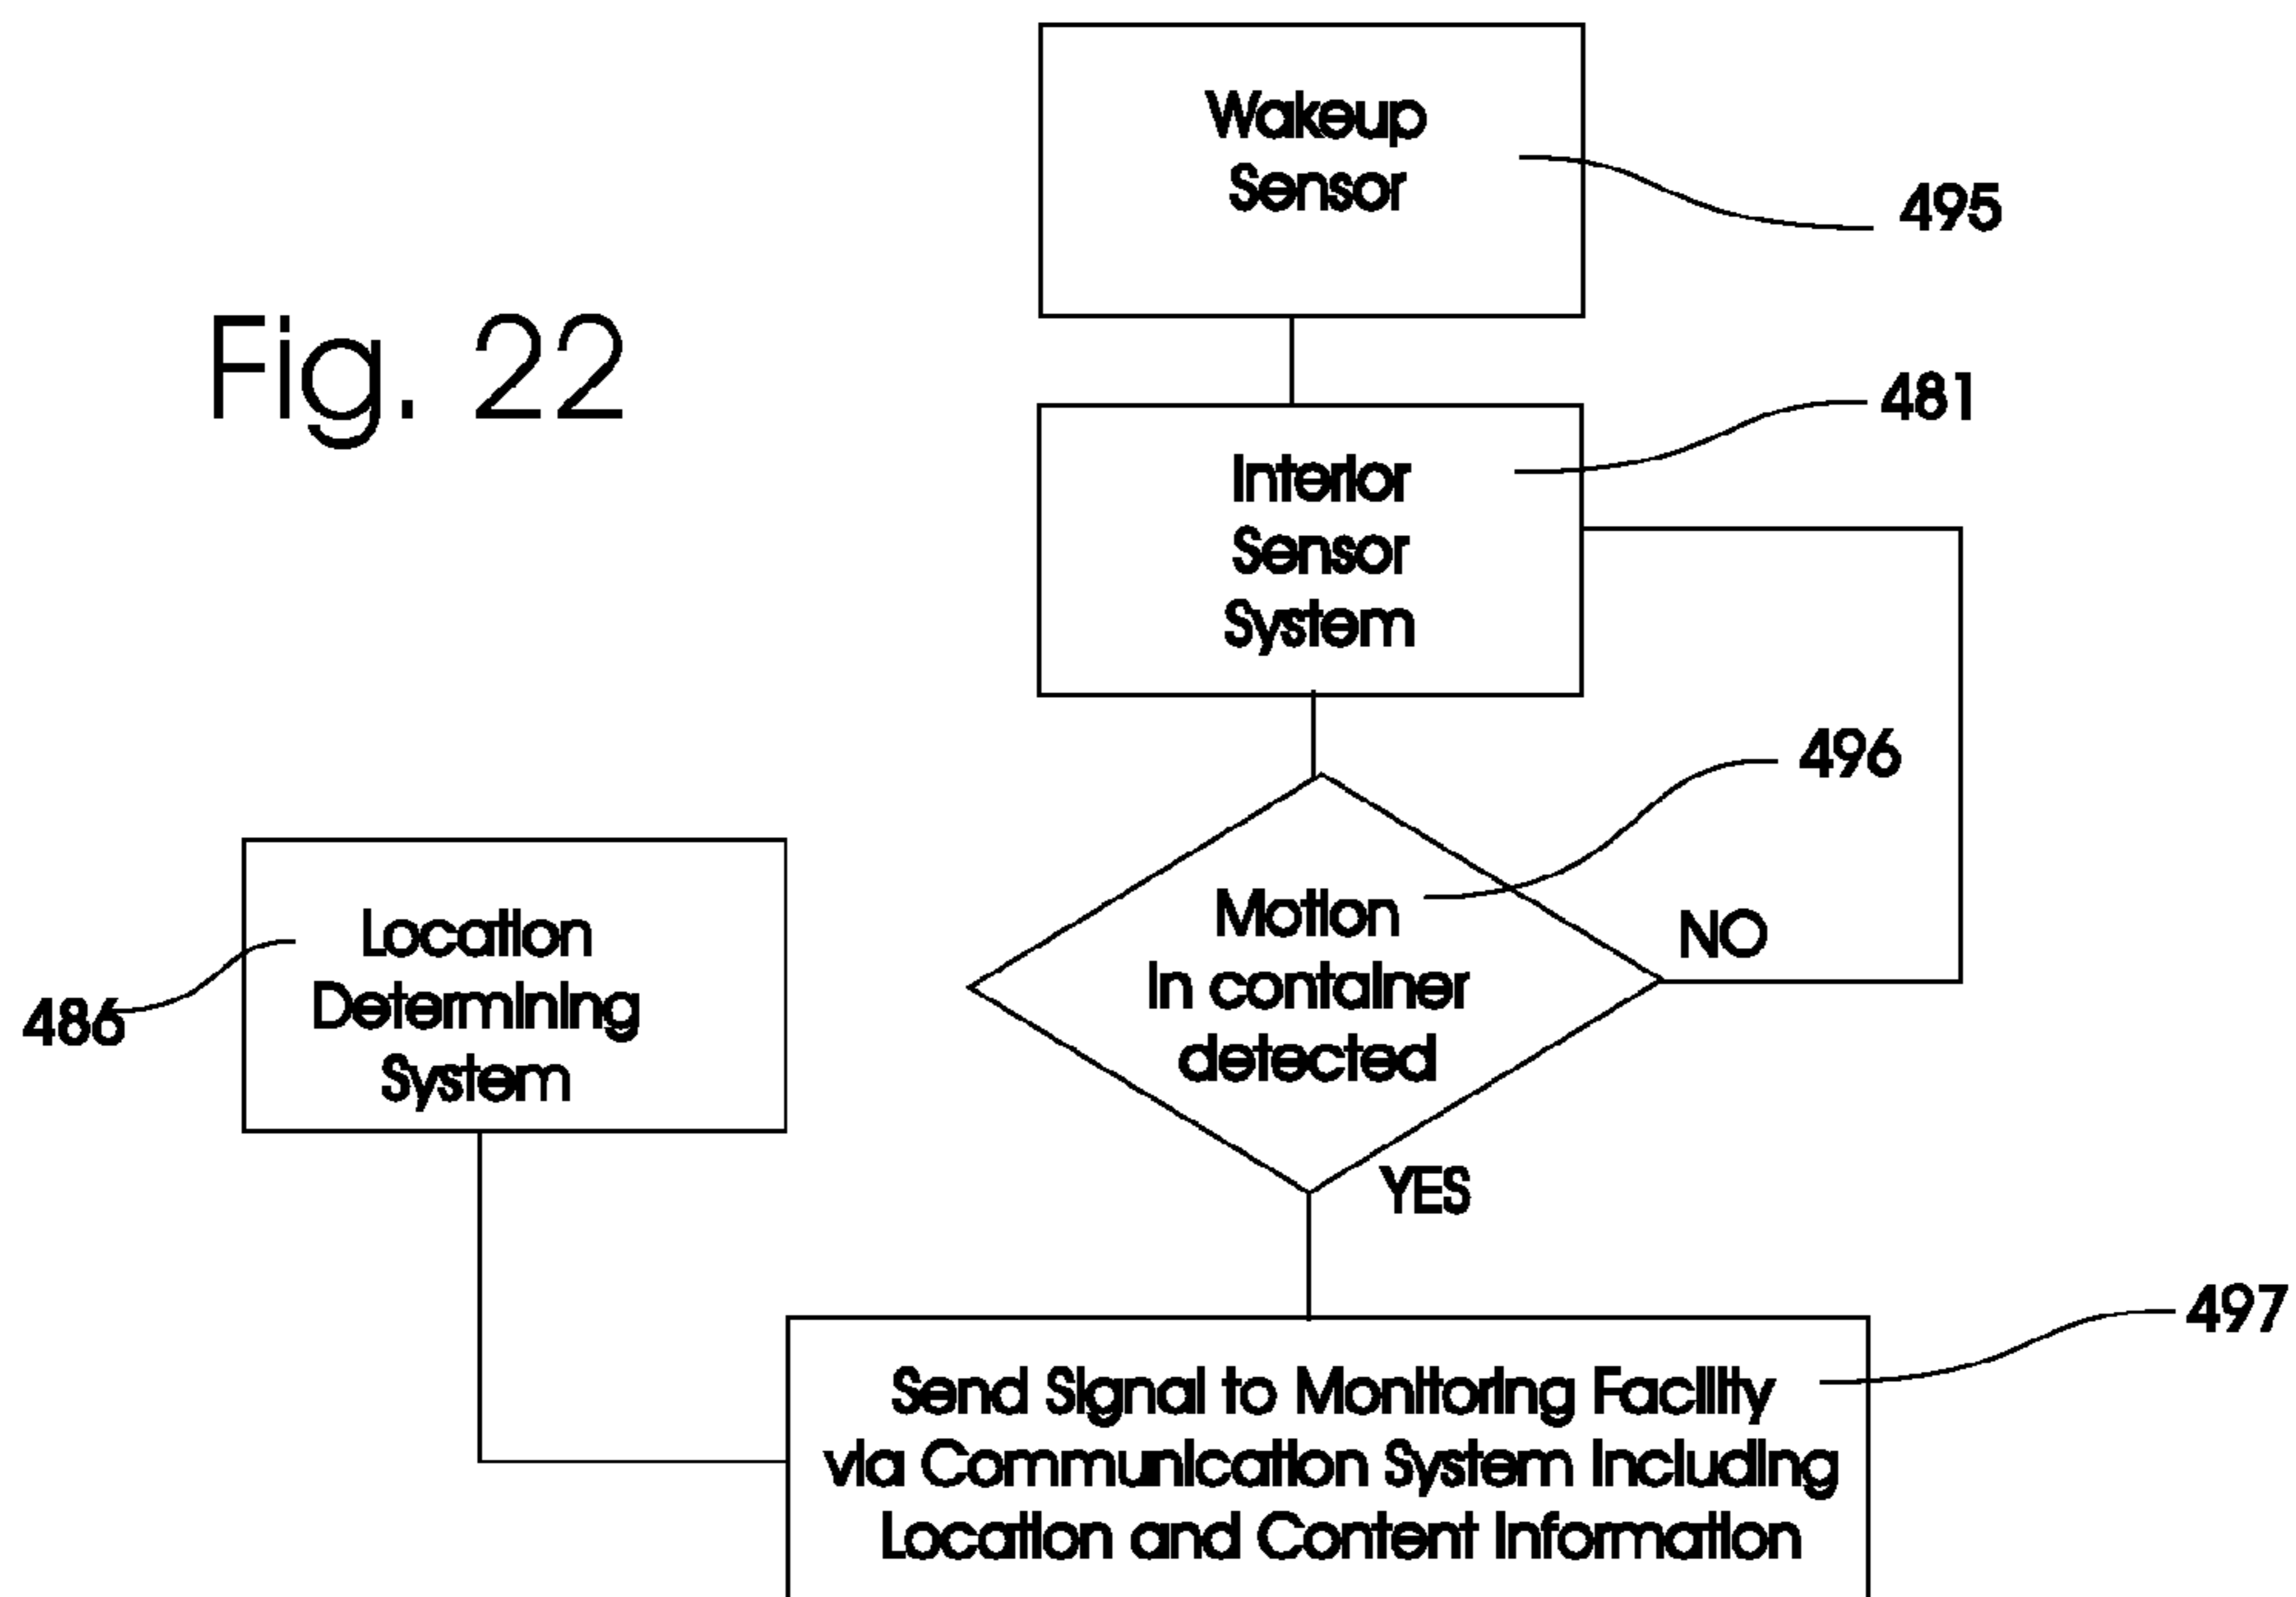 Fig. 22
Wakeup
Sensor
495
Interior
Sensor
System
481
Motion
in container
detected
496
NO
YES
Location
Determining
System
486
Send Signal to Monitoring Facility
via Communication System Including
Location and Content Information
497